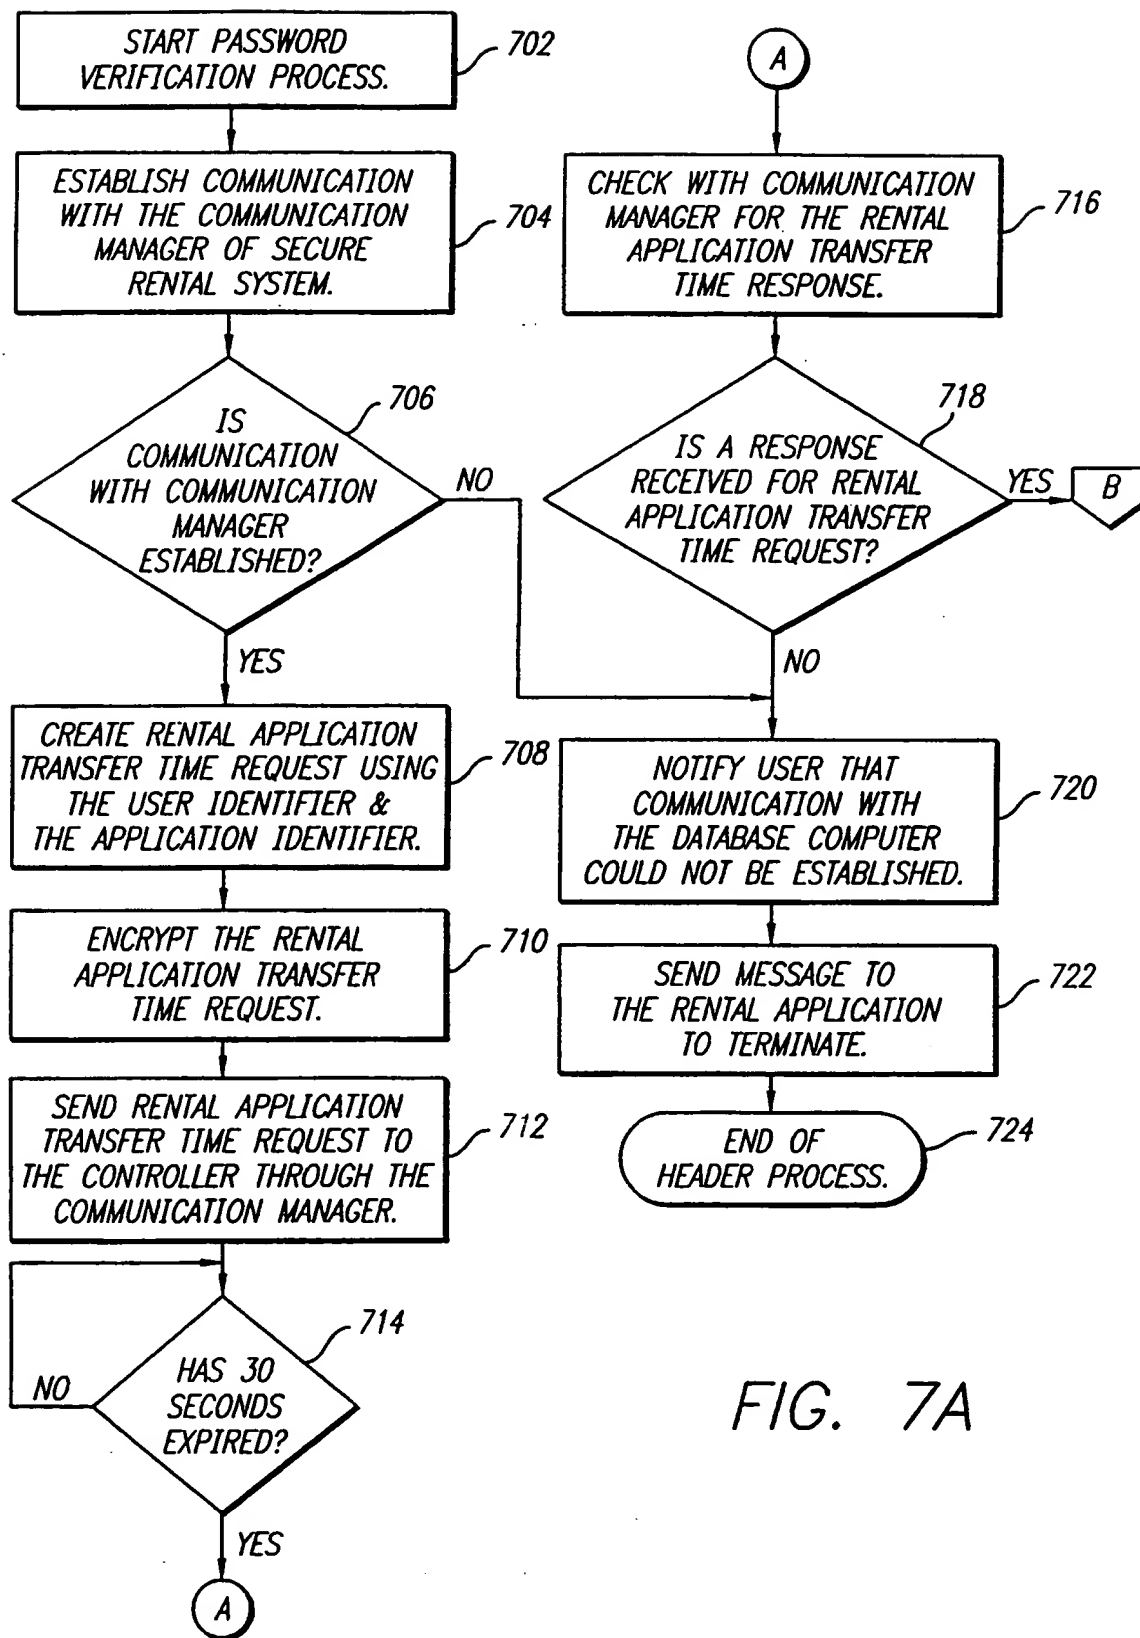 START PASSWORD
VERIFICATION PROCESS.
702
ESTABLISH COMMUNICATION
WITH THE COMMUNICATION
MANAGER OF SECURE
RENTAL SYSTEM.
704
IS
COMMUNICATION
WITH COMMUNICATION
MANAGER
ESTABLISHED?
706
NO
YES
CREATE RENTAL APPLICATION
TRANSFER TIME REQUEST USING
THE USER IDENTIFIER &
THE APPLICATION IDENTIFIER.
708
ENCRYPT THE RENTAL
APPLICATION TRANSFER
TIME REQUEST.
710
SEND RENTAL APPLICATION
TRANSFER TIME REQUEST TO
THE CONTROLLER THROUGH THE
COMMUNICATION MANAGER.
712
HAS 30
SECONDS
EXPIRED?
714
NO
YES
A
A
CHECK WITH COMMUNICATION
MANAGER FOR THE RENTAL
APPLICATION TRANSFER
TIME RESPONSE.
716
IS A RESPONSE
RECEIVED FOR RENTAL
APPLICATION TRANSFER
TIME REQUEST?
718
YES
B
NO
NOTIFY USER THAT
COMMUNICATION WITH
THE DATABASE COMPUTER
COULD NOT BE ESTABLISHED.
720
SEND MESSAGE TO
THE RENTAL APPLICATION
TO TERMINATE.
722
END OF
HEADER PROCESS.
724
FIG. 7A